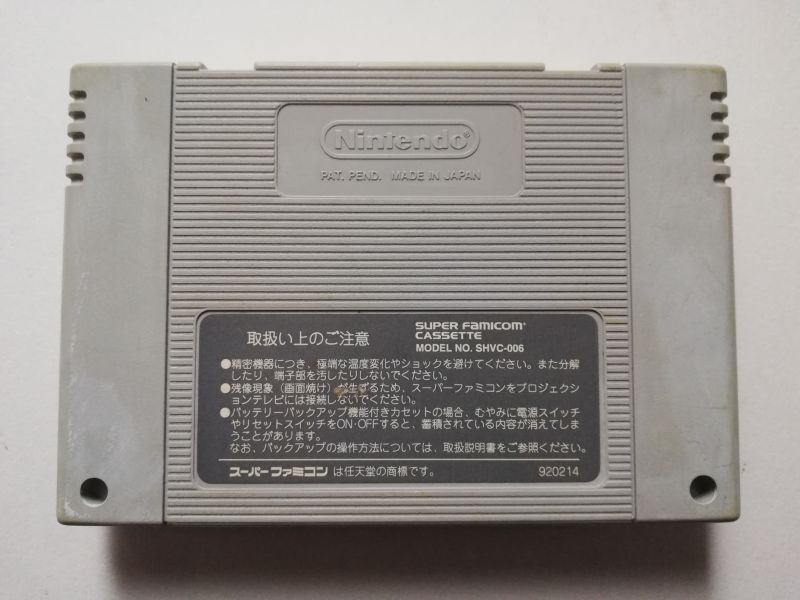 Nintendo®
PAT. PEND. MADE IN JAPAN
取扱い上のご注意
SUPER FAMICOM®
CASSETTE
MODEL NO. SHVC-006
●精密機器につき、極端な温度変化やショックを避けてください。また分解
したり、端子部を汚したりしないでください。
●残像現象（画面焼け）が生ずるため、スーパーファミコンをプロジェクシ
ョンテレビには接続しないでください。
●バッテリーバックアップ機能付きカセットの場合、むやみに電源スイッチ
やリセットスイッチをON·OFFすると、蓄積されている内容が消えてしま
うことがあります。
なお、バックアップの操作方法については、取扱説明書をご参照ください。
スーパーファミコン は任天堂の商標です。
920214